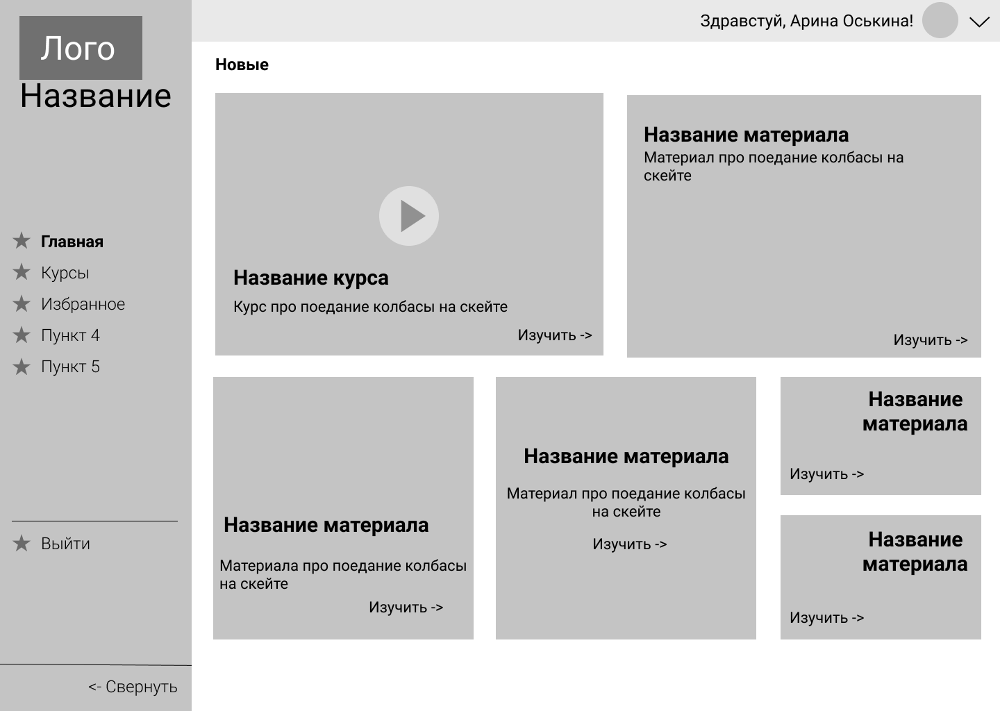 Лого
Название
Главная
Курсы
Избранное
Пункт 4
Пункт 5
Выйти
<- Свернуть
Здравстуй, Арина Оськина!
Новые
Название курса
Курс про поедание колбасы на скейте
Изучить ->
Название материала
Материал про поедание колбасы на
скейте
Изучить ->
Название материала
Материала про поедание колбасы
на скейте
Изучить ->
Название материала
Материал про поедание колбасы
на скейте
Изучить ->
Название
материала
Изучить ->
Название
материала
Изучить ->